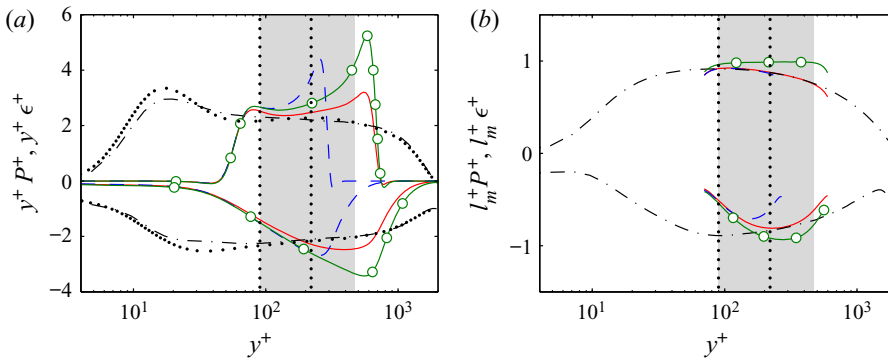 (a)
6
4
2
0
−2
−4
y⁺ P⁺, y⁺ ϵ⁺
10¹
10²
10³
y⁺
(b)
1
0
−1
l⁺ₘP⁺, l⁺ₘϵ⁺
10¹
10²
10³
y⁺